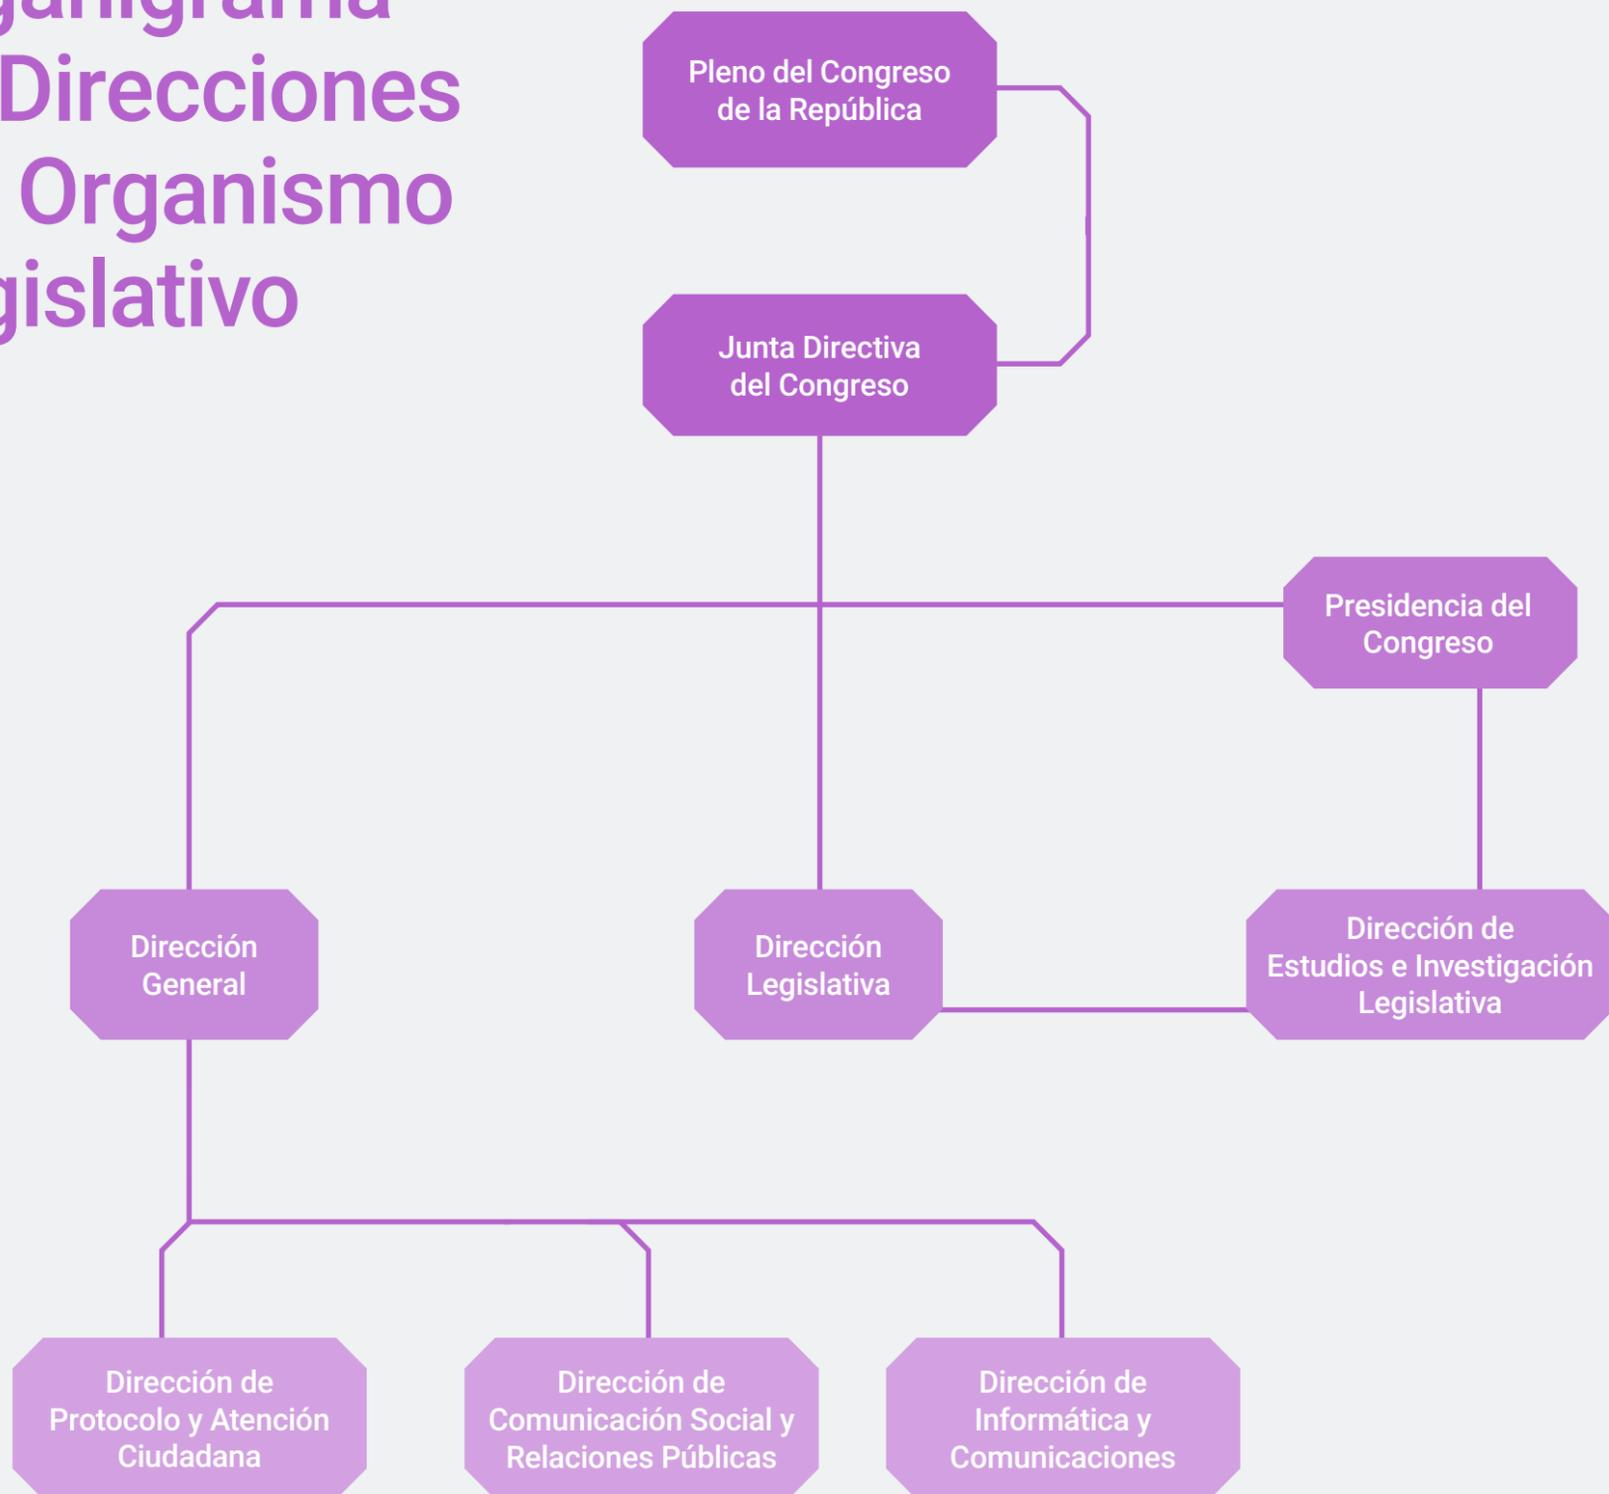 Direcciones
Organismo
Pleno del Congreso
de la República
Junta Directiva
del Congreso
Presidencia del
Congreso
Dirección
General
Dirección
Legislativa
Dirección de
Estudios e Investigación
Legislativa
Dirección de
Protocolo y Atención
Ciudadana
Dirección de
Comunicación Social y
Relaciones Públicas
Dirección de
Informática y
Comunicaciones